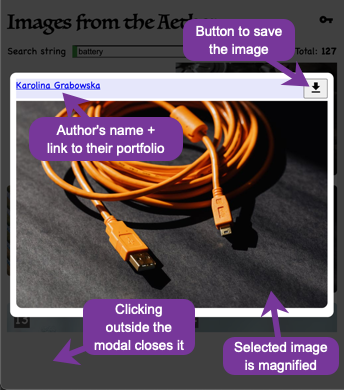 Images from the Aether
Button to save
the image
Search string
battery
Total: 127
Karolina Grabowska
Author's name +
link to their portfolio
Clicking
outside the
modal closes it
Selected image
is magnified
13